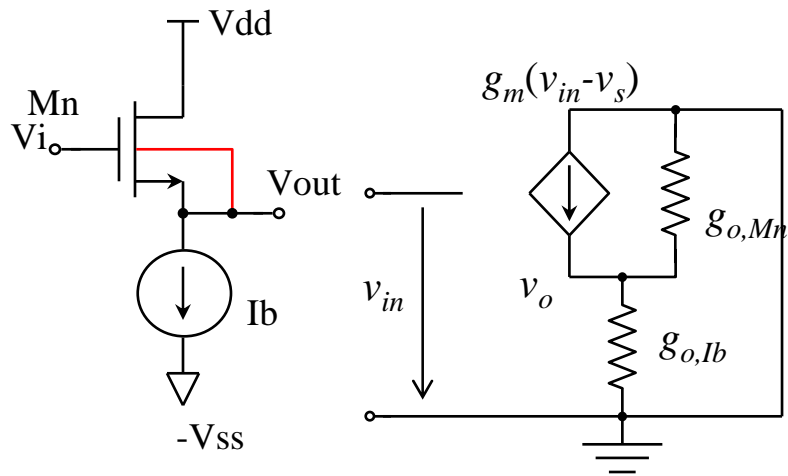 Vdd
Mn
Vi
Vout
Ib
-Vss
g_m(v_in-v_s)
g_o,Mn
v_o
v_in
g_o,Ib